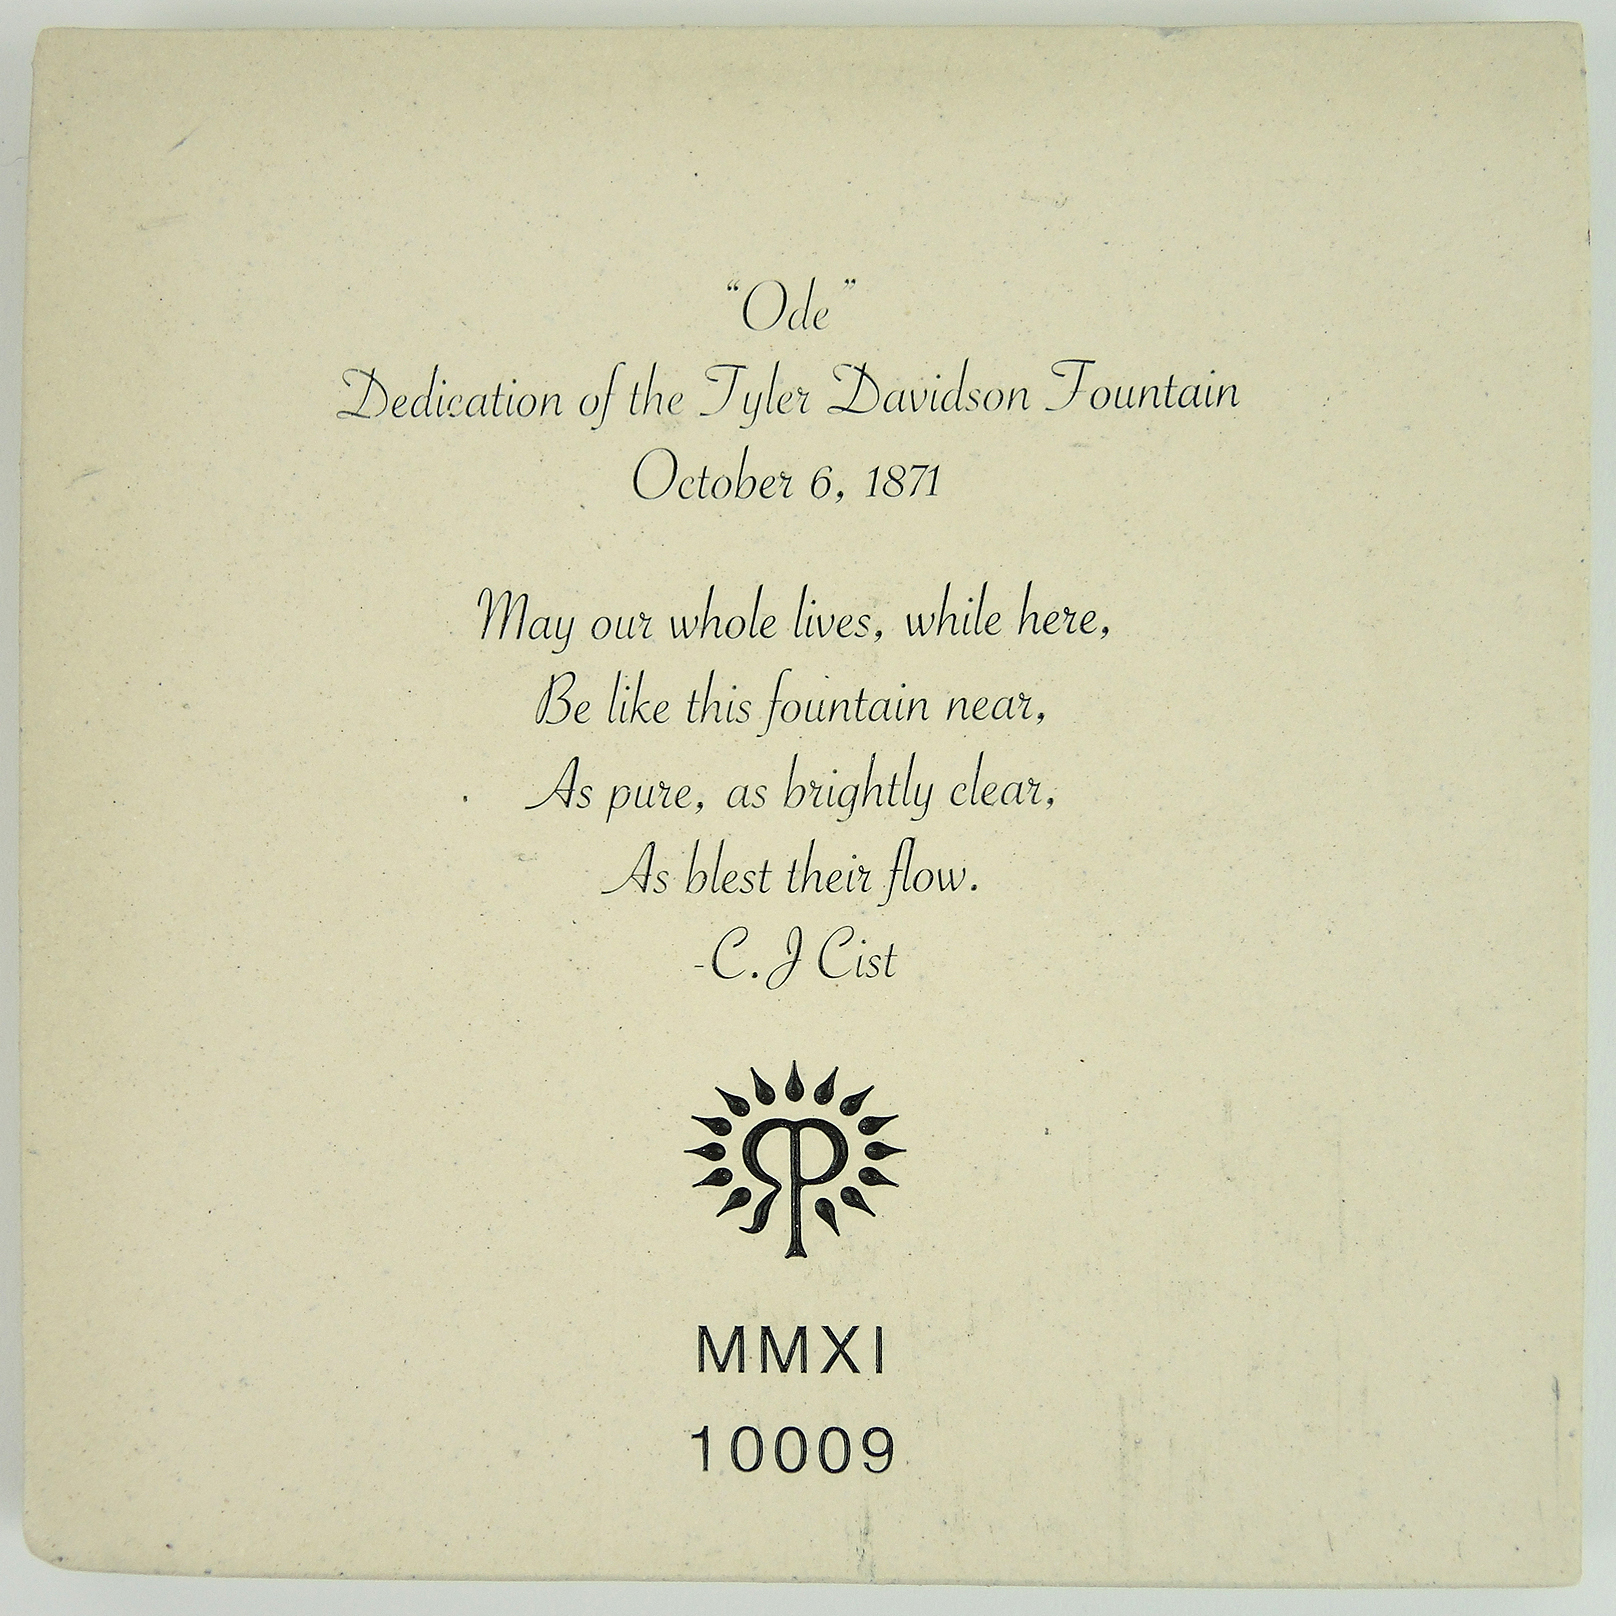 “Ode”
Dedication of the Tyler Davidson Fountain
October 6, 1871
May our whole lives, while here,
Be like this fountain near,
As pure, as brightly clear,
As blest their flow.
-C. J Cist
RP
MMXI
10009